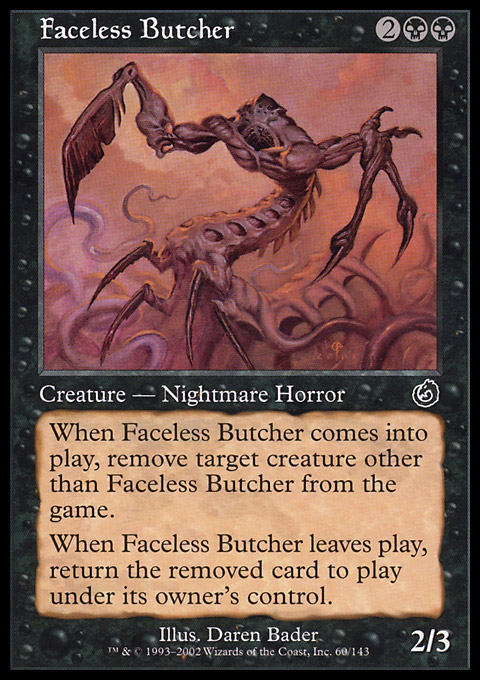 Faceless Butcher 2
Creature — Nightmare Horror
When Faceless Butcher comes into
play, remove target creature other
than Faceless Butcher from the
game.
When Faceless Butcher leaves play,
return the removed card to play
under its owner's control.
Illus. Daren Bader
™ & © 1993–2002 Wizards of the Coast, Inc. 60/143
2/3